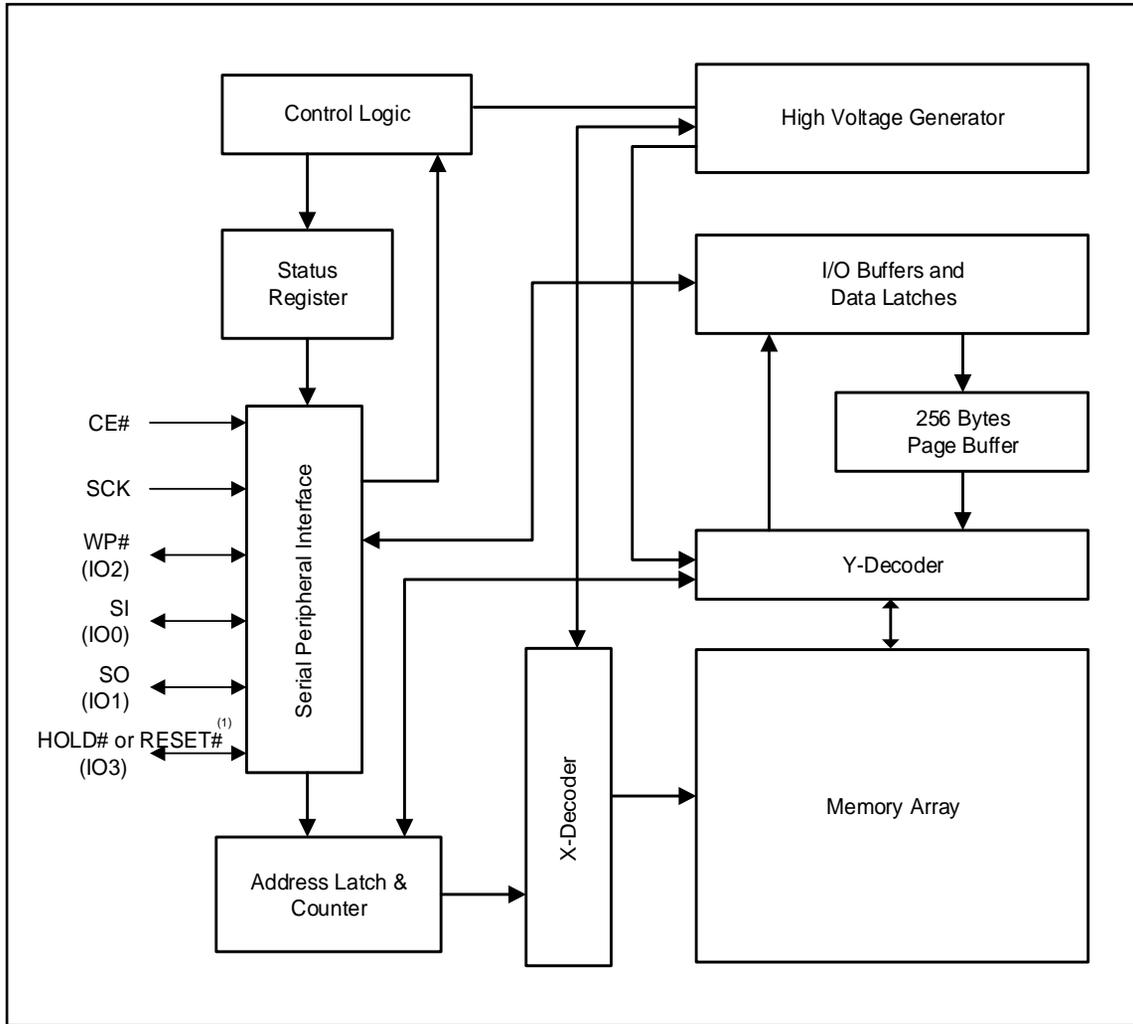 Control Logic
High Voltage Generator
Status
Register
I/O Buffers and
Data Latches
256 Bytes
Page Buffer
CE#
SCK
WP#
(IO2)
SI
(IO0)
SO
(IO1)
HOLD# or RESET#(1)
(IO3)
Serial Peripheral Interface
Y-Decoder
X-Decoder
Memory Array
Address Latch &
Counter